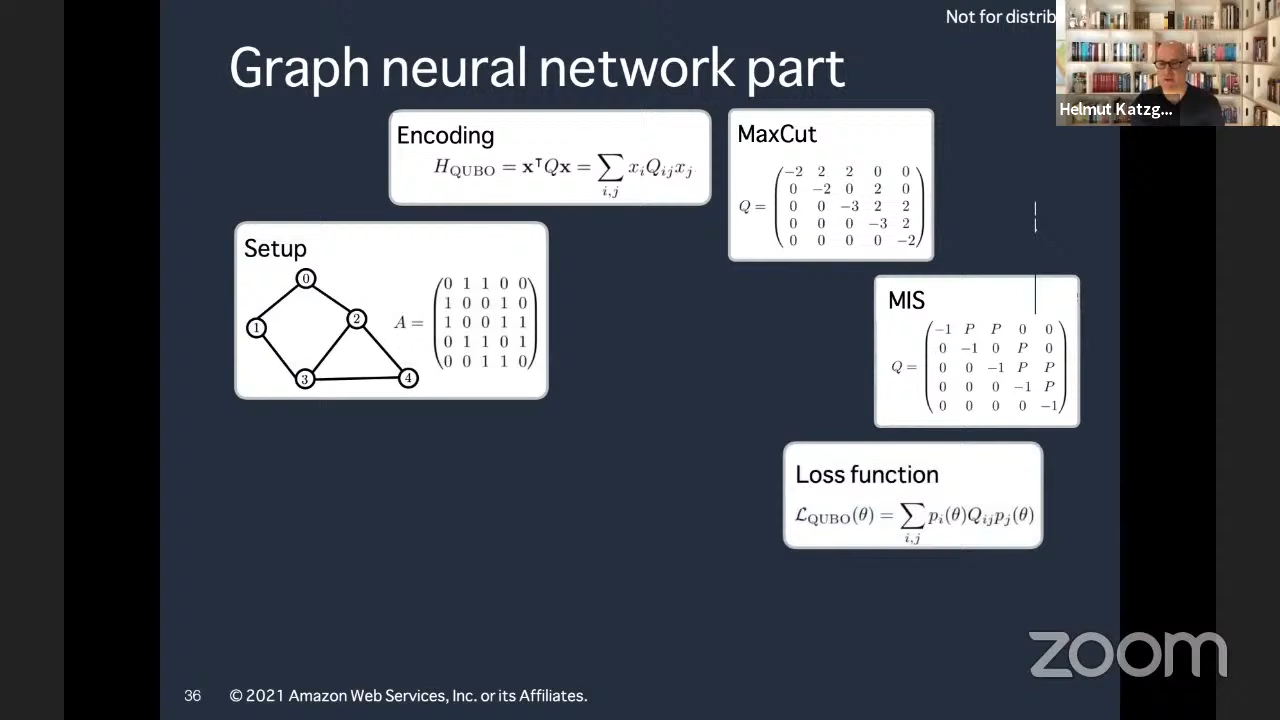 Not for distrib
Graph neural network part
Helmut Katzg...
Encoding
H_QUBO = x⊤Qx = ∑_{i,j} x_i Q_{ij} x_j
MaxCut
Q =
−2 2 2 0 0
0 −2 0 2 0
0 0 −3 2 2
0 0 0 −3 2
0 0 0 0 −2
Setup
0
1
2
3
4
A =
0 1 1 0 0
1 0 0 1 0
1 0 0 1 1
0 1 1 0 1
0 0 1 1 0
MIS
Q =
−1 P P 0 0
0 −1 0 P 0
0 0 −1 P P
0 0 0 −1 P
0 0 0 0 −1
Loss function
ℒ_QUBO(θ) = ∑_{i,j} p_i(θ)Q_{ij}p_j(θ)
zoom
36 © 2021 Amazon Web Services, Inc. or its Affiliates.